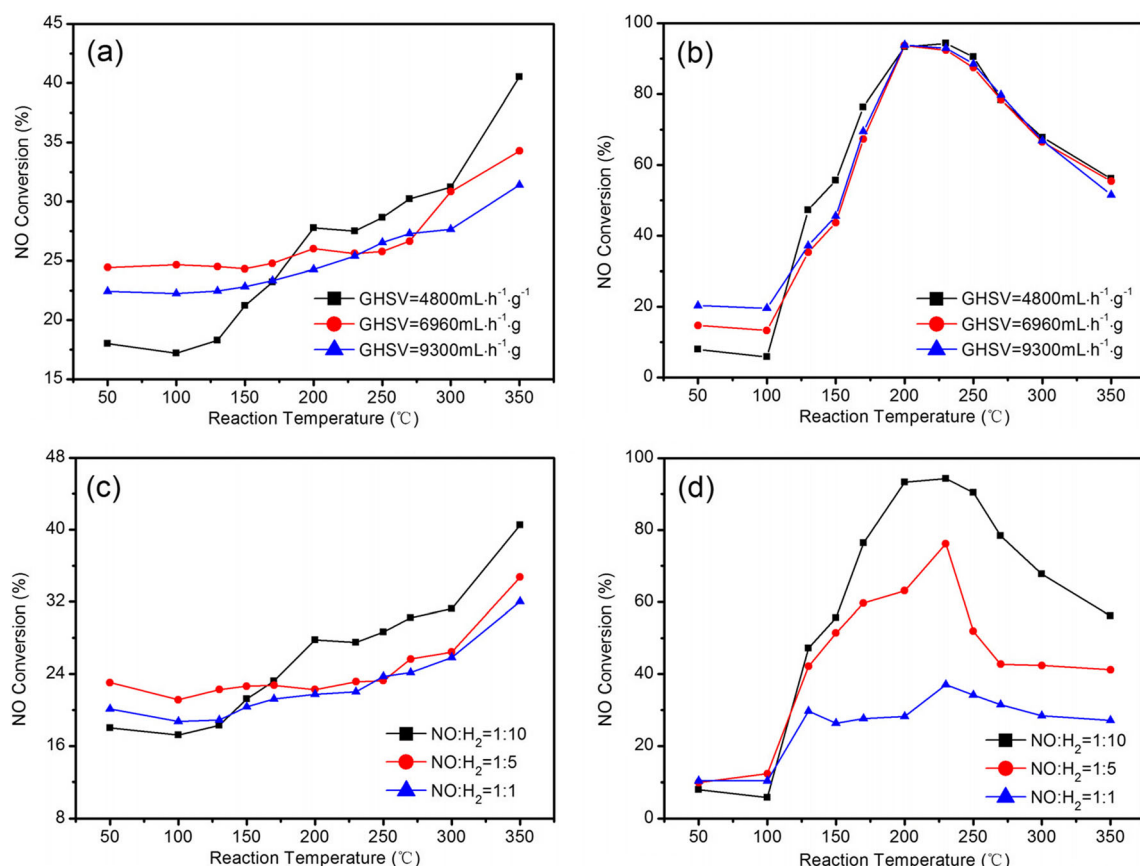 (a)
NO Conversion (%)
45
40
35
30
25
20
15
GHSV=4800mL·h⁻¹·g⁻¹
GHSV=6960mL·h⁻¹·g
GHSV=9300mL·h⁻¹·g
50 100 150 200 250 300 350
Reaction Temperature (℃)
(b)
NO Conversion (%)
100
80
60
40
20
0
GHSV=4800mL·h⁻¹·g⁻¹
GHSV=6960mL·h⁻¹·g
GHSV=9300mL·h⁻¹·g
50 100 150 200 250 300 350
Reaction Temperature (℃)
(c)
NO Conversion (%)
48
40
32
24
16
8
NO:H₂=1:10
NO:H₂=1:5
NO:H₂=1:1
50 100 150 200 250 300 350
Reaction Temperature (℃)
(d)
NO Conversion (%)
100
80
60
40
20
0
NO:H₂=1:10
NO:H₂=1:5
NO:H₂=1:1
50 100 150 200 250 300 350
Reaction Temperature (℃)